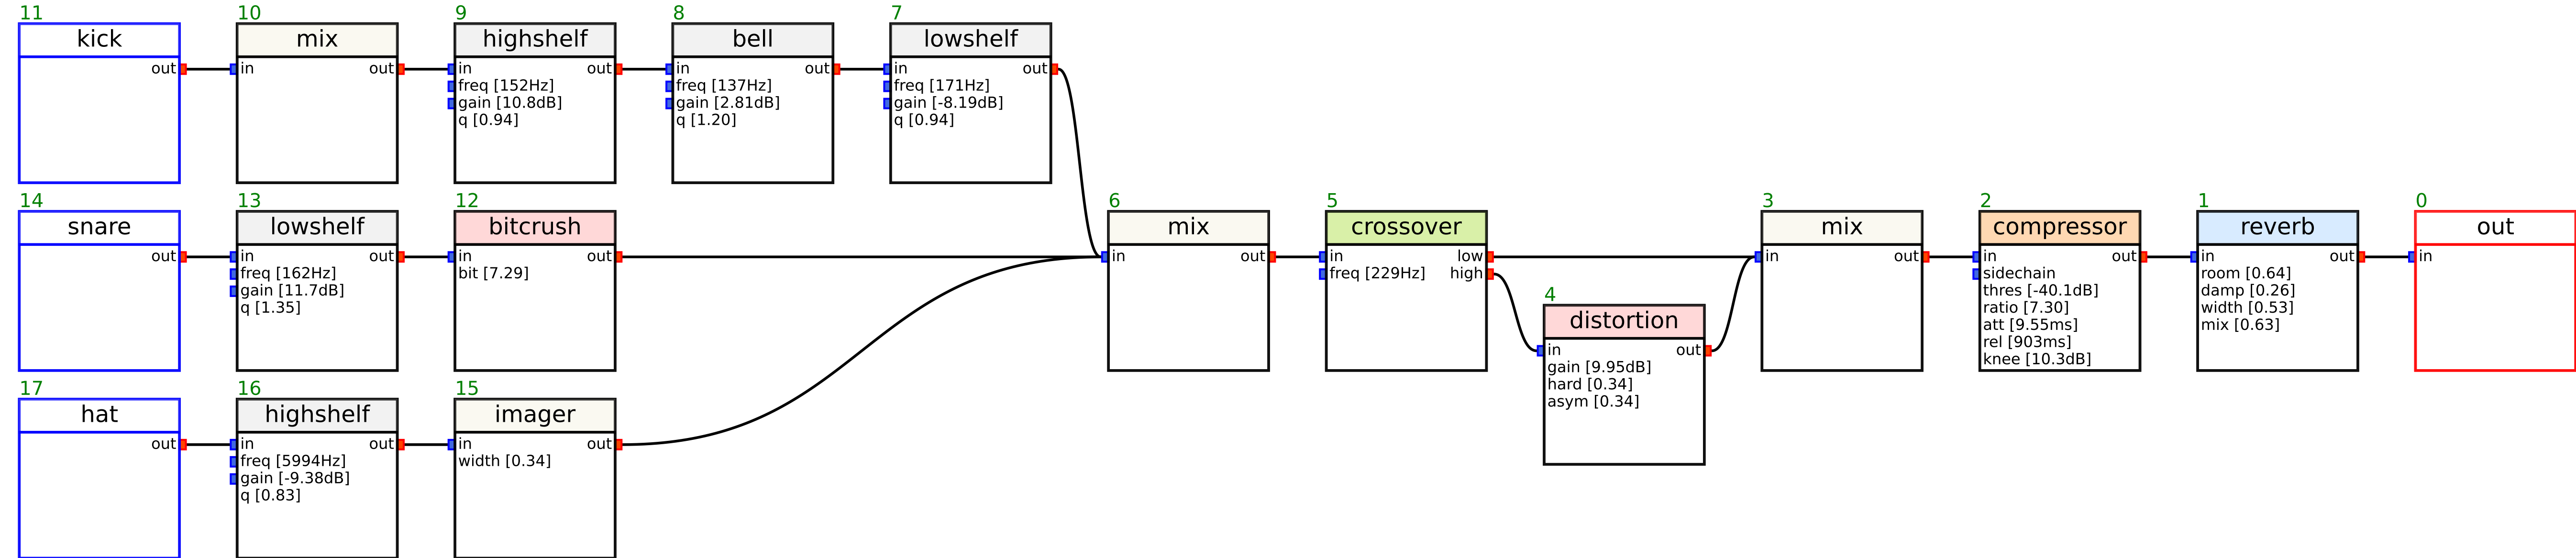 11
kick
out
10
mix
in out
9
highshelf
in out
freq [152Hz]
gain [10.8dB]
q [0.94]
8
bell
in out
freq [137Hz]
gain [2.81dB]
q [1.20]
7
lowshelf
in out
freq [171Hz]
gain [-8.19dB]
q [0.94]
14
snare
out
13
lowshelf
in out
freq [162Hz]
gain [11.7dB]
q [1.35]
12
bitcrush
in out
bit [7.29]
6
mix
in out
5
crossover
in low
freq [229Hz] high
4
distortion
in out
gain [9.95dB]
hard [0.34]
asym [0.34]
3
mix
in out
2
compressor
in out
sidechain
thres [-40.1dB]
ratio [7.30]
att [9.55ms]
rel [903ms]
knee [10.3dB]
1
reverb
in out
room [0.64]
damp [0.26]
width [0.53]
mix [0.63]
0
out
in
17
hat
out
16
highshelf
in out
freq [5994Hz]
gain [-9.38dB]
q [0.83]
15
imager
in out
width [0.34]